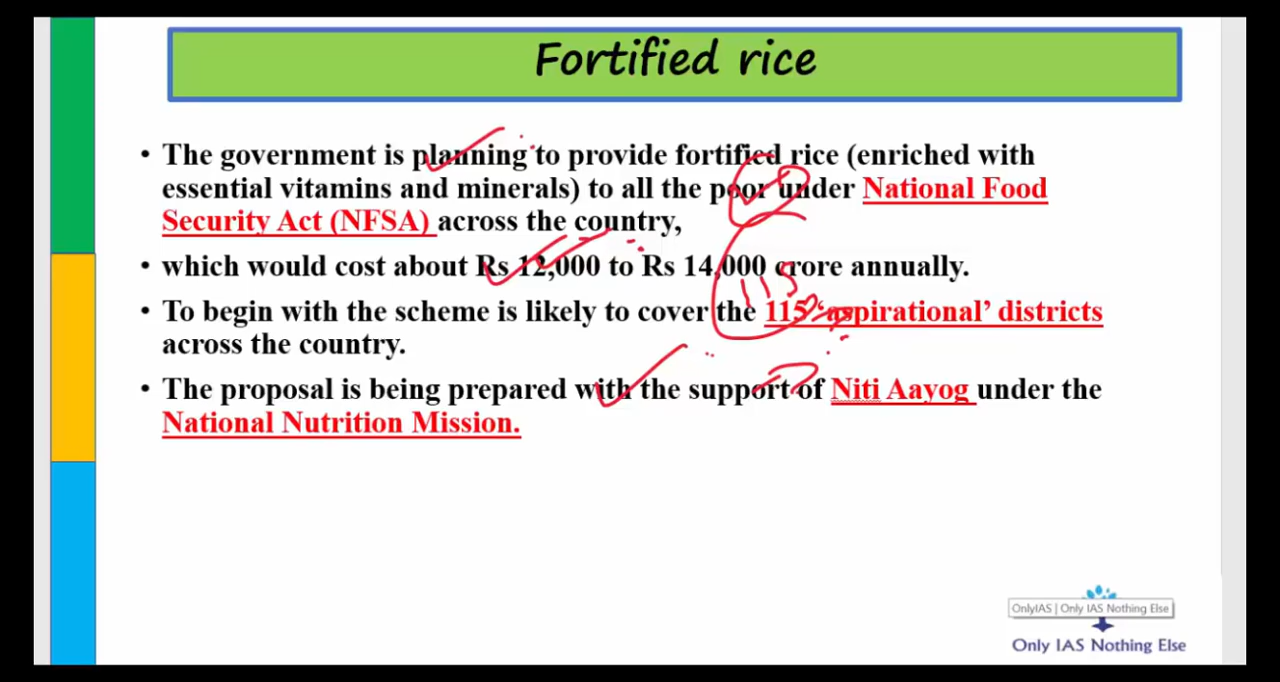 Fortified rice
• The government is planning to provide fortified rice (enriched with
essential vitamins and minerals) to all the poor under National Food
Security Act (NFSA) across the country,
• which would cost about Rs 12,000 to Rs 14,000 crore annually.
115
• To begin with the scheme is likely to cover the 115 ‘aspirational’ districts
across the country.
• The proposal is being prepared with the support of Niti Aayog under the
National Nutrition Mission.
OnlyIAS | Only IAS Nothing Else
Only IAS Nothing Else